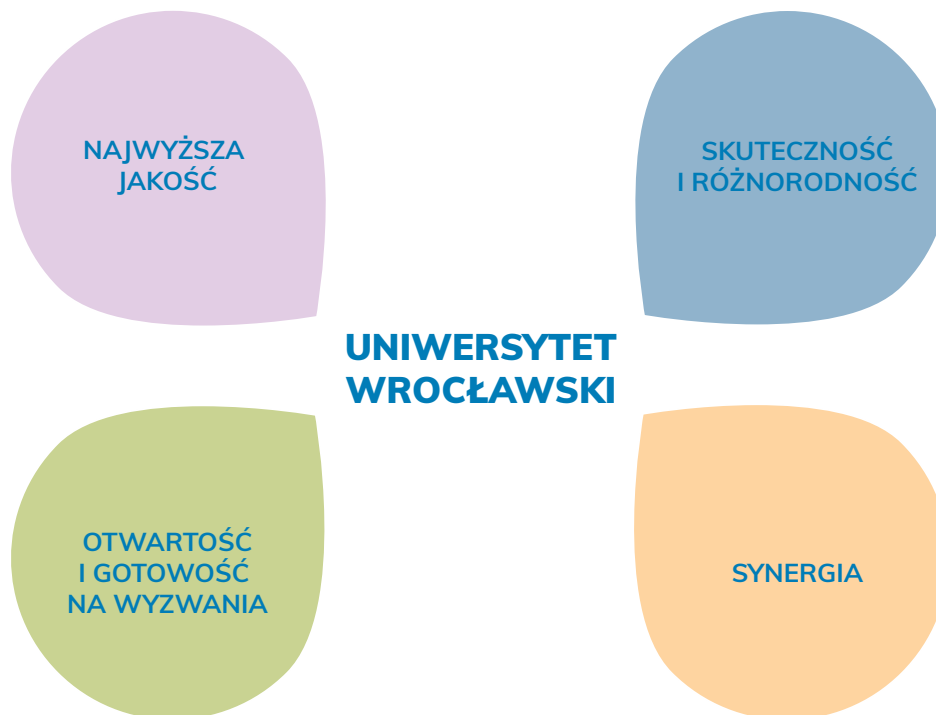 NAJWYŻSZA
JAKOŚĆ
SKUTECZNOŚĆ
I RÓŻNORODNOŚĆ
UNIWERSYTET
WROCŁAWSKI
OTWARTOŚĆ
I GOTOWOŚĆ
NA WYZWANIA
SYNERGIA